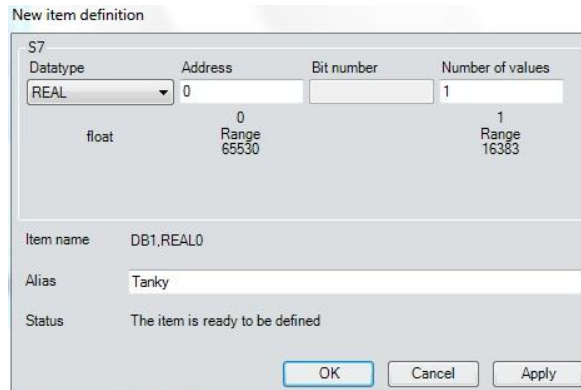 New item definition
S7
Datatype Address Bit number Number of values
REAL 0 1
float 0 1
Range Range
65530 16383
Item name DB1,REAL0
Alias Tanky
Status The item is ready to be defined
OK Cancel Apply